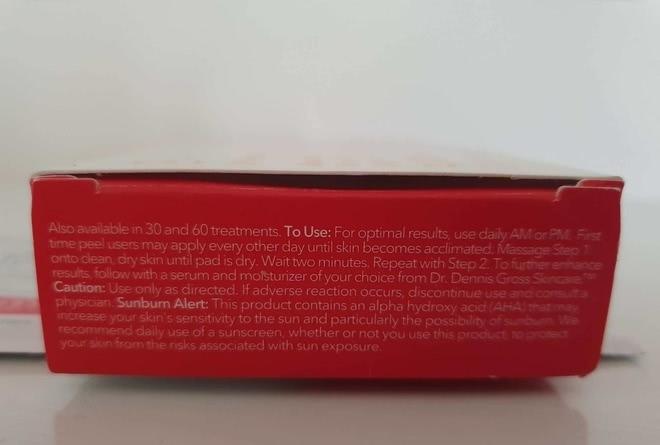 Also available in 30 and 60 treatments. To Use: For optimal results, use daily AM or PM. First
time peel users may apply every other day until skin becomes acclimated. Massage Step 1
onto clean, dry skin until pad is dry. Wait two minutes. Repeat with Step 2. To further enhance
results, follow with a serum and moisturizer of your choice from Dr. Dennis Gross Skincare.™
Caution: Use only as directed. If adverse reaction occurs, discontinue use and consult a
physician. Sunburn Alert: This product contains an alpha hydroxy acid (AHA) that may
increase your skin's sensitivity to the sun and particularly the possibility of sunburn. We
recommend daily use of a sunscreen, whether or not you use this product, to protect
your skin from the risks associated with sun exposure.